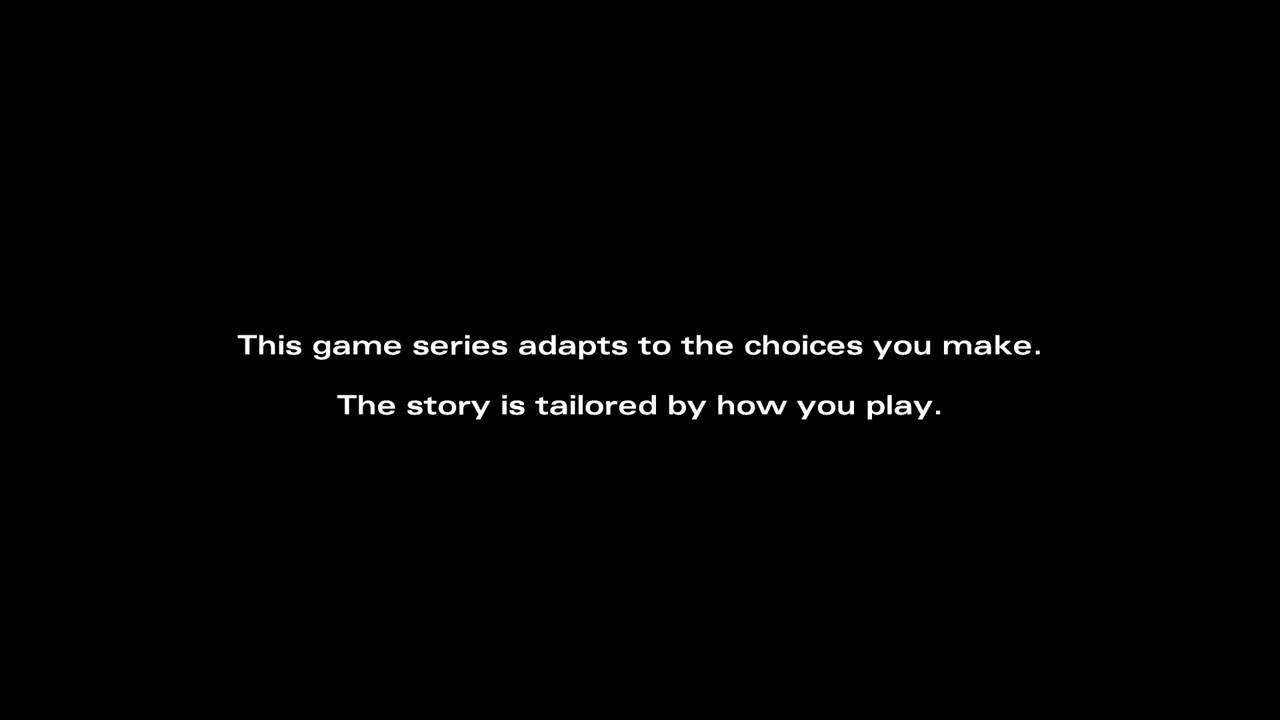 This game series adapts to the choices you make.
The story is tailored by how you play.